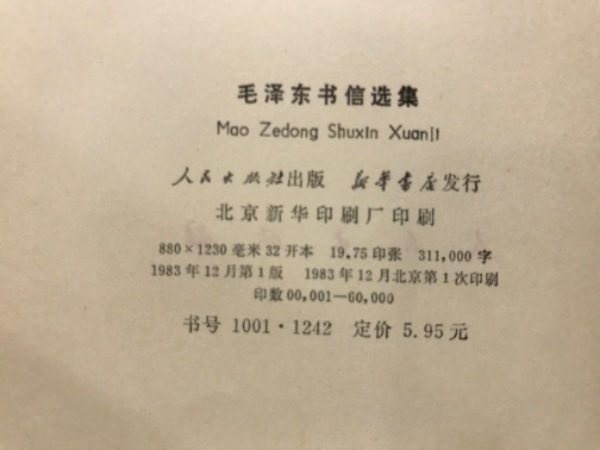 毛泽东书信选集
Mao Zedong Shuxin Xuanji
人民出版社出版 新华书店发行
北京新华印刷厂印刷
880×1230毫米32开本 19.75印张 311,000字
1983年12月第1版 1983年12月北京第1次印刷
印数00,001—60,000
书号 1001·1242 定价 5.95元